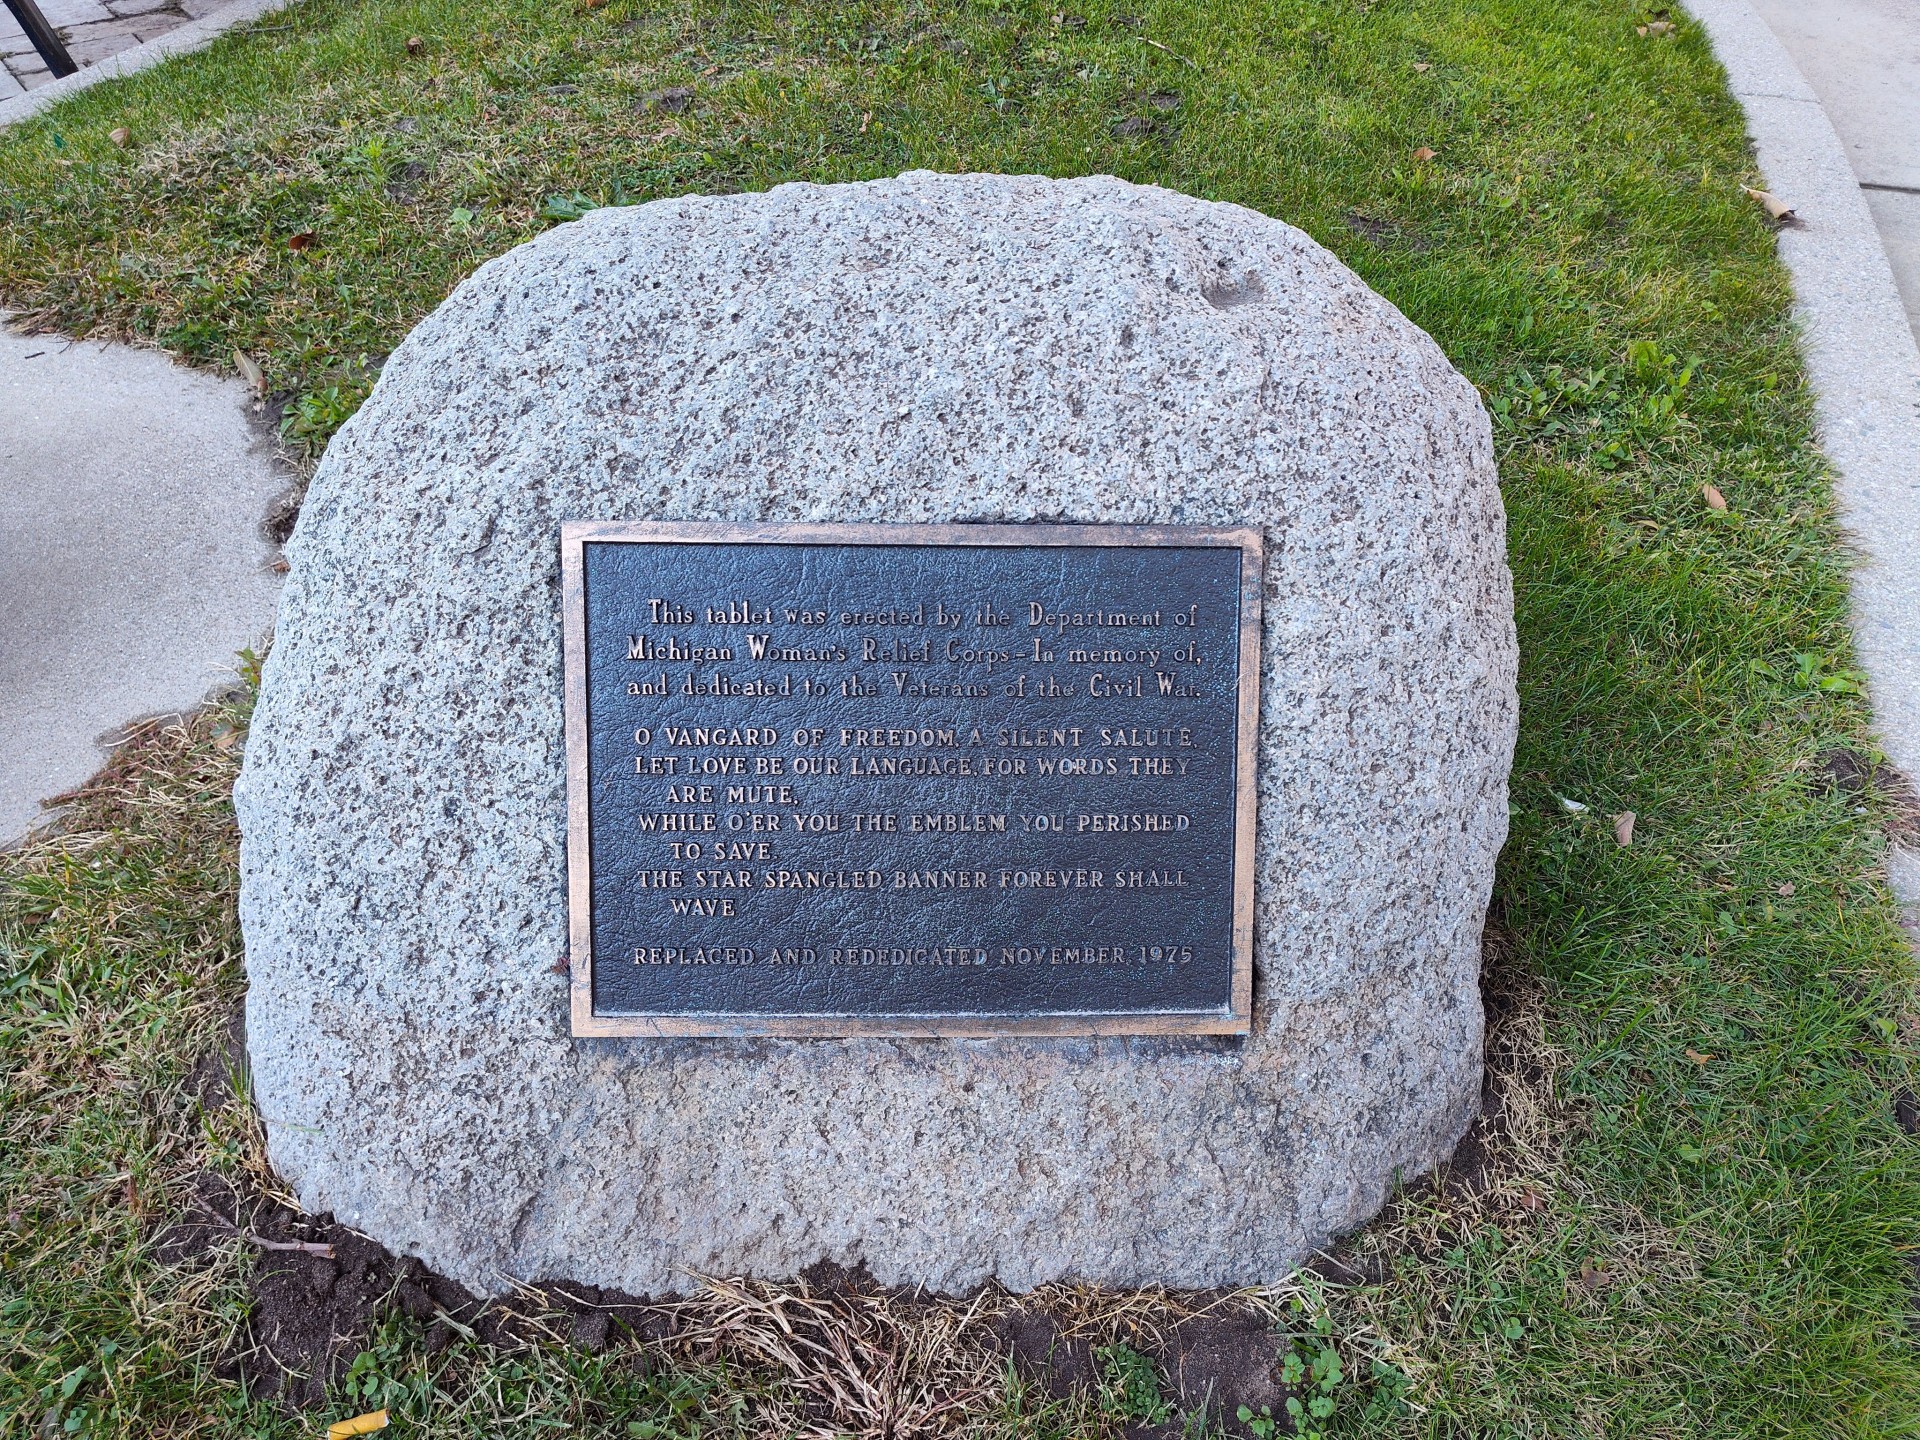 This tablet was erected by the Department of
Michigan Woman's Relief Corps–In memory of,
and dedicated to the Veterans of the Civil War.
O VANGARD OF FREEDOM, A SILENT SALUTE,
LET LOVE BE OUR LANGUAGE, FOR WORDS THEY
ARE MUTE,
WHILE O'ER YOU THE EMBLEM YOU PERISHED
TO SAVE
THE STAR SPANGLED BANNER FOREVER SHALL
WAVE
REPLACED AND REDEDICATED NOVEMBER, 1975